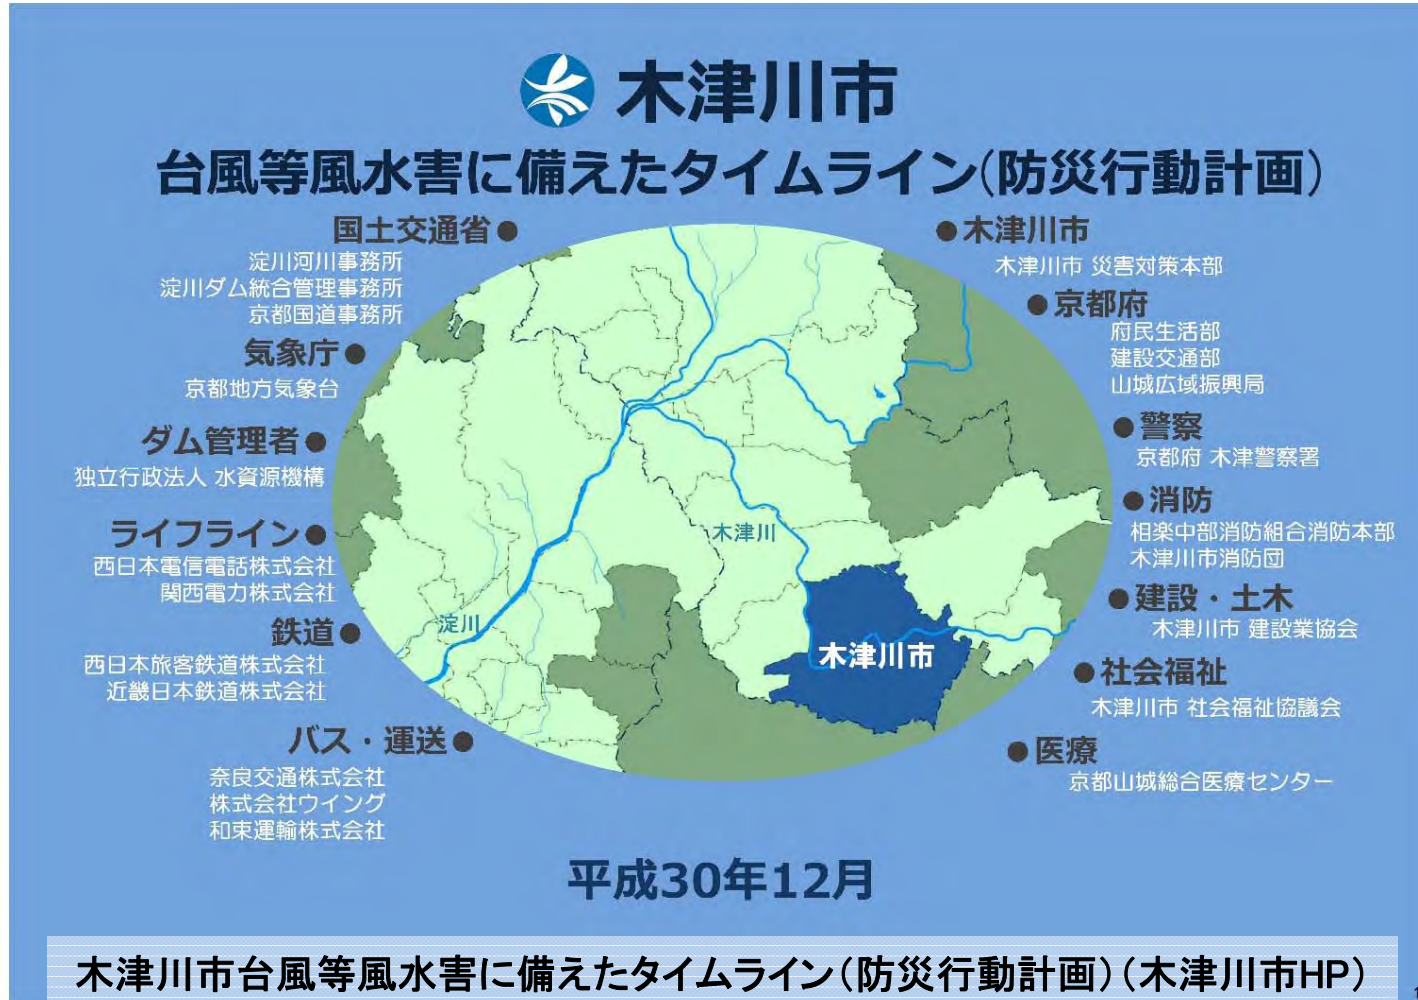 木津川市
台風等風水害に備えたタイムライン(防災行動計画)
国土交通省●
淀川河川事務所
淀川ダム統合管理事務所
京都国道事務所
気象庁●
京都地方気象台
ダム管理者●
独立行政法人 水資源機構
ライフライン●
西日本電信電話株式会社
関西電力株式会社
鉄道●
西日本旅客鉄道株式会社
近畿日本鉄道株式会社
バス・運送●
奈良交通株式会社
株式会社ウイング
和束運輸株式会社
●木津川市
木津川市 災害対策本部
●京都府
府民生活部
建設交通部
山城広域振興局
●警察
京都府 木津警察署
●消防
相楽中部消防組合消防本部
木津川市消防団
●建設・土木
木津川市 建設業協会
●社会福祉
木津川市 社会福祉協議会
●医療
京都山城総合医療センター
木津川
淀川
木津川市
平成30年12月
木津川市台風等風水害に備えたタイムライン(防災行動計画)(木津川市HP)